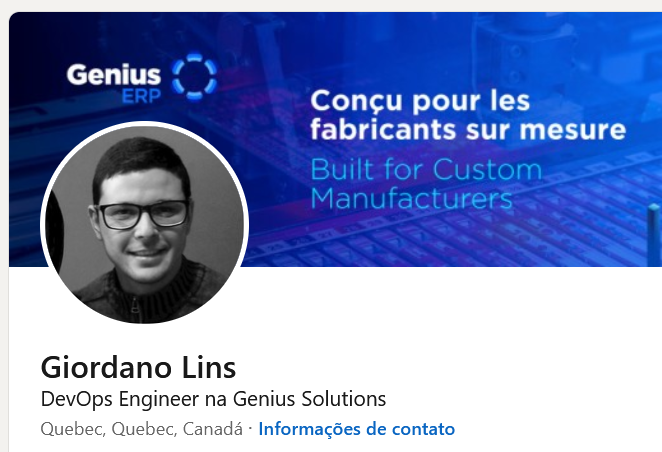 Genius
ERP
Conçu pour les
fabricants sur mesure
Built for Custom
Manufacturers
Giordano Lins
DevOps Engineer na Genius Solutions
Quebec, Quebec, Canadá · Informações de contato